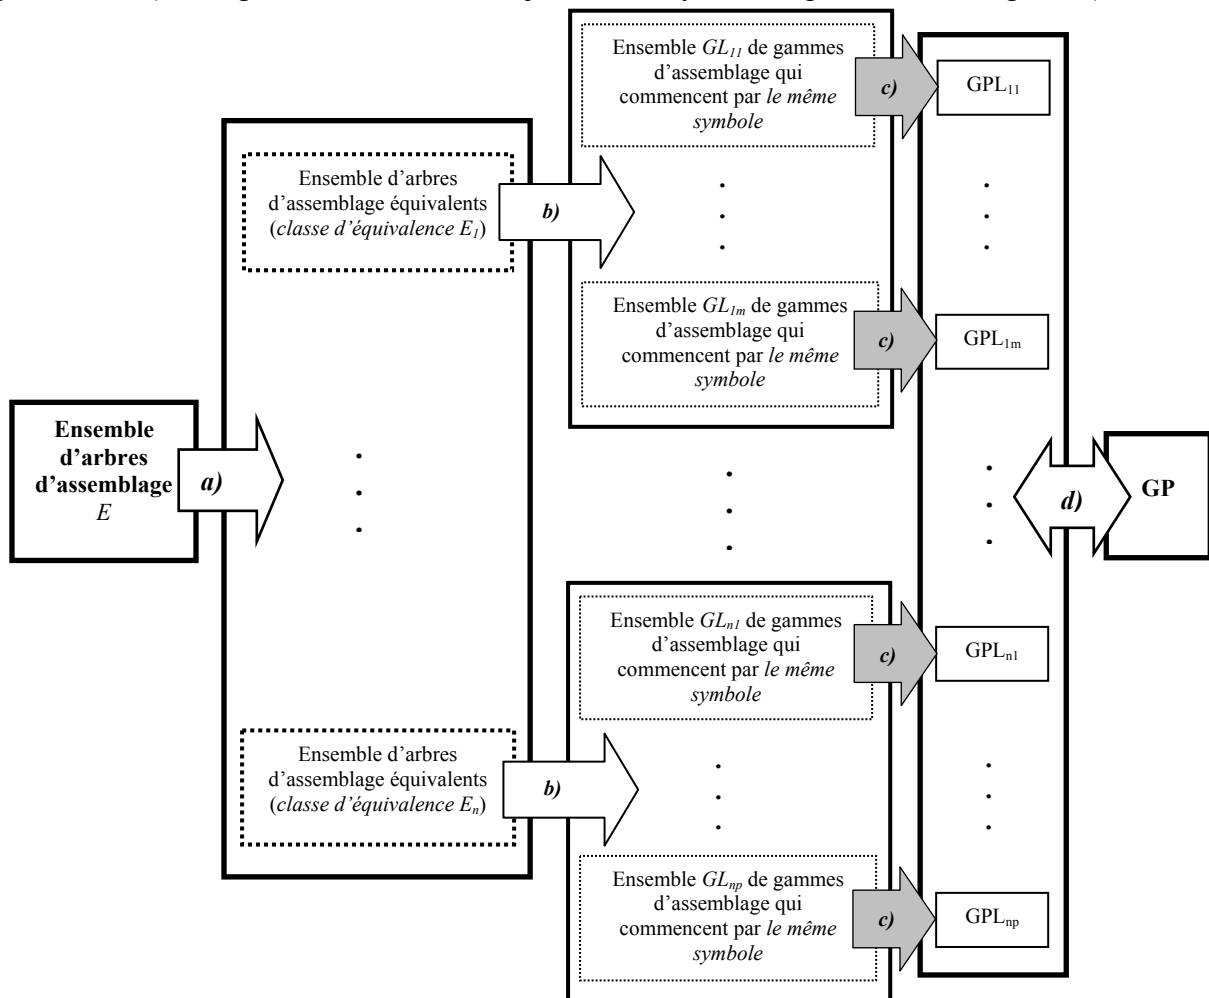 Ensemble
d'arbres
d'assemblage
E
a)
Ensemble d'arbres
d'assemblage équivalents
(classe d'équivalence E1)
b)
Ensemble GL11 de gammes
d'assemblage qui
commencent par le même
symbole
c)
GPL11
Ensemble GL1m de gammes
d'assemblage qui
commencent par le même
symbole
c)
GPL1m
Ensemble d'arbres
d'assemblage équivalents
(classe d'équivalence En)
b)
Ensemble GLn1 de gammes
d'assemblage qui
commencent par le même
symbole
c)
GPLn1
Ensemble GLnp de gammes
d'assemblage qui
commencent par le même
symbole
c)
GPLnp
d)
GP